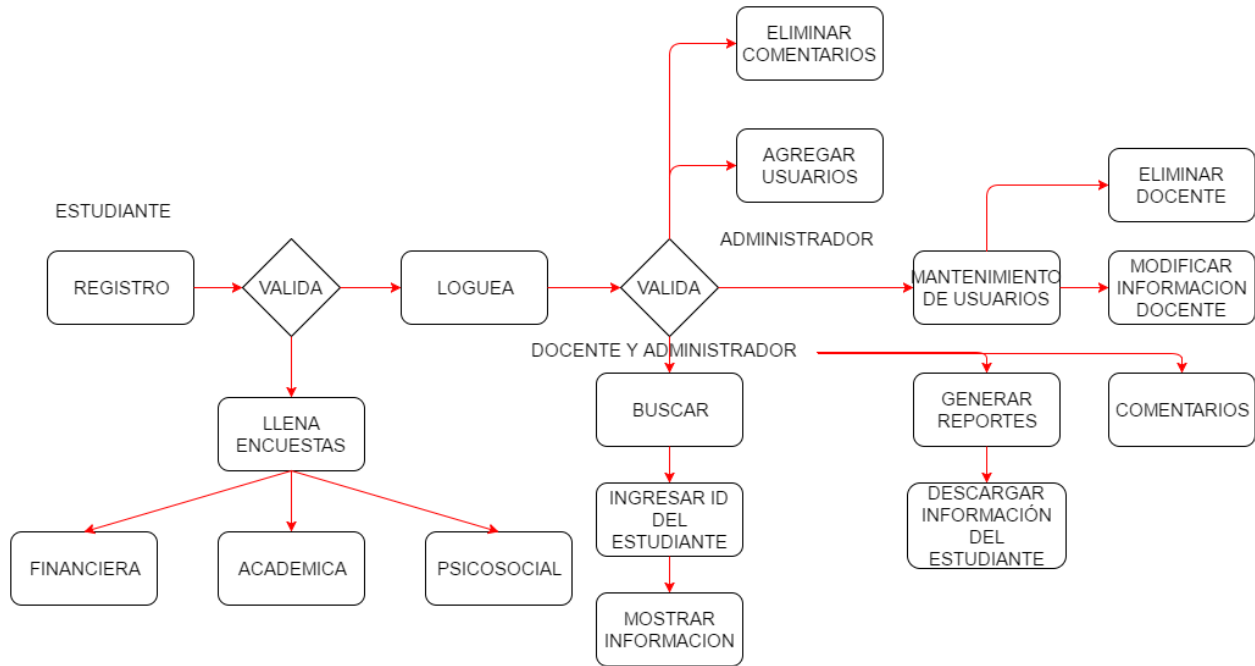 ELIMINAR
COMENTARIOS
AGREGAR
USUARIOS
ELIMINAR
DOCENTE
ESTUDIANTE
ADMINISTRADOR
REGISTRO
VALIDA
LOGUEA
VALIDA
MANTENIMIENTO
DE USUARIOS
MODIFICAR
INFORMACION
DOCENTE
DOCENTE Y ADMINISTRADOR
LLENA
ENCUESTAS
BUSCAR
GENERAR
REPORTES
COMENTARIOS
INGRESAR ID
DEL
ESTUDIANTE
DESCARGAR
INFORMACIÓN
DEL
ESTUDIANTE
FINANCIERA
ACADEMICA
PSICOSOCIAL
MOSTRAR
INFORMACION